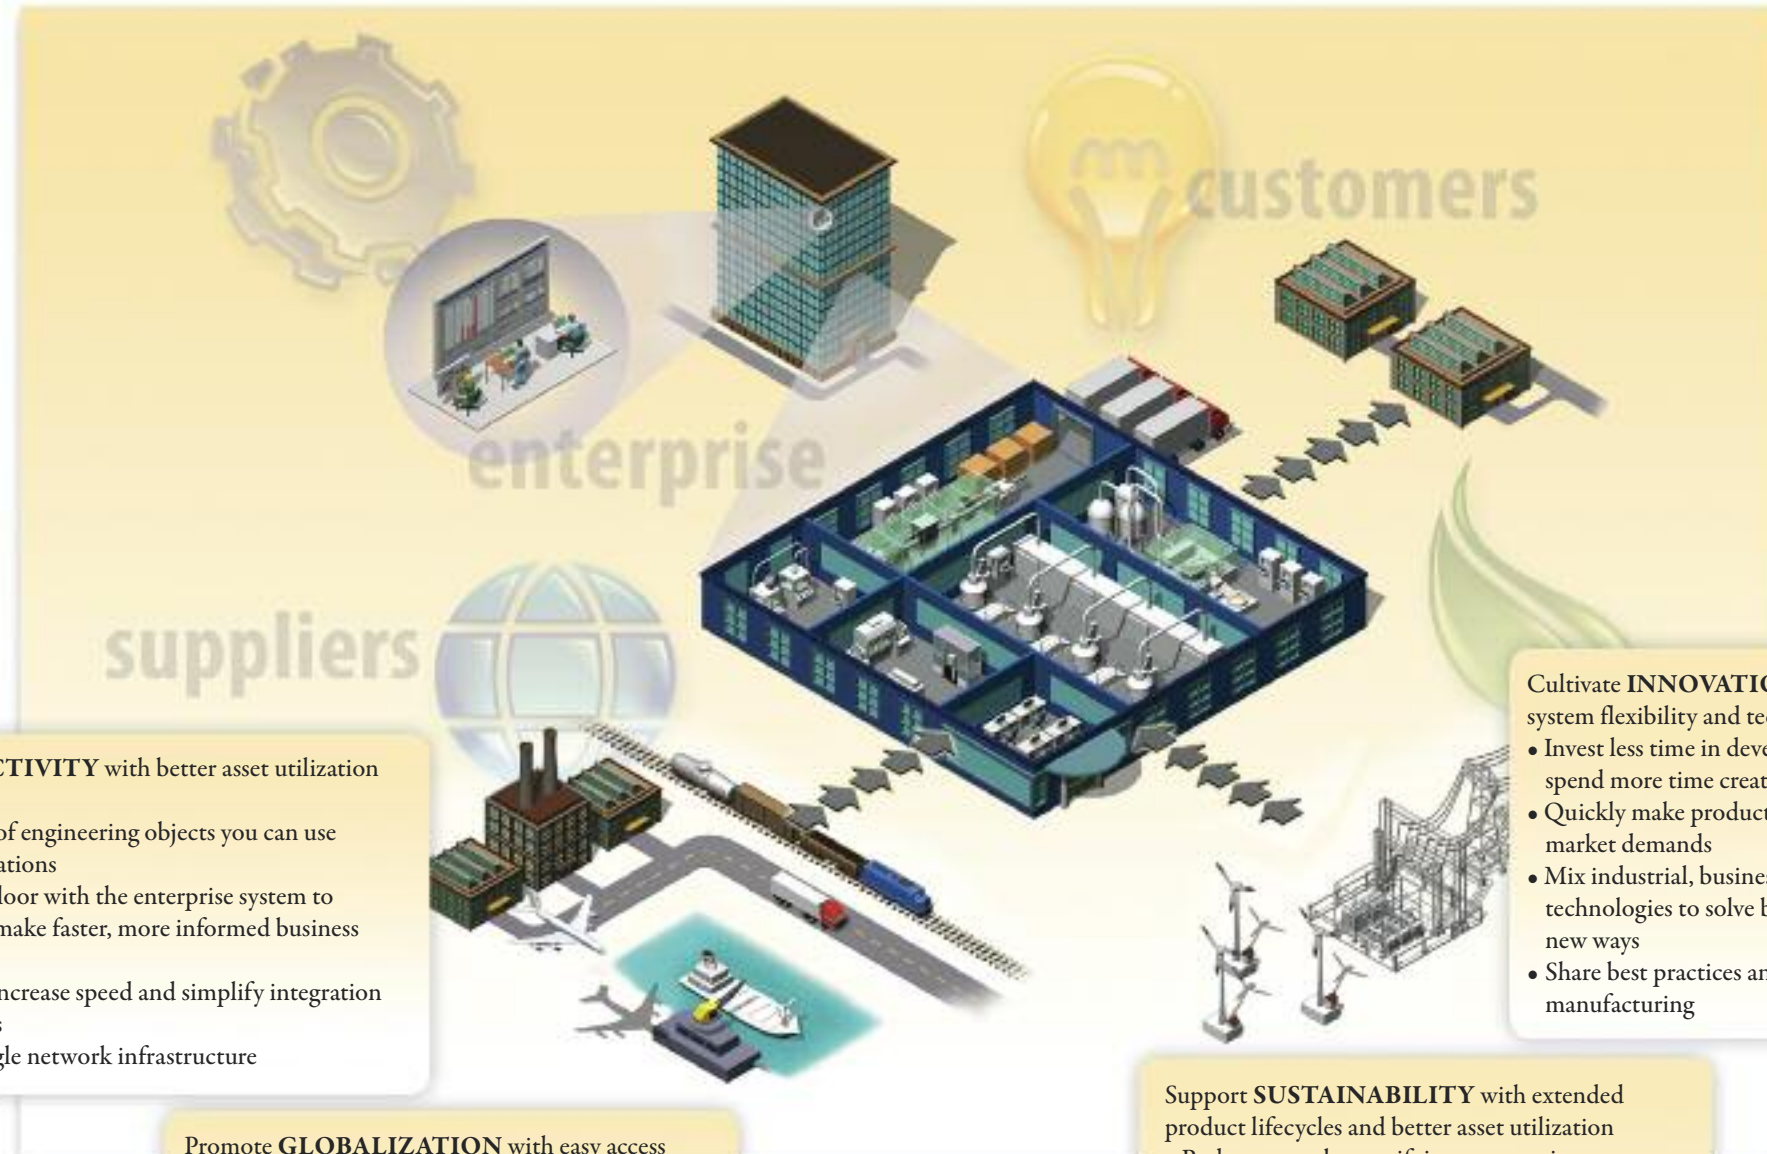 customers
enterprise
suppliers
CTIVITY with better asset utilization
of engineering objects you can use
ations
loor with the enterprise system to
make faster, more informed business
ncrease speed and simplify integration
s
gle network infrastructure
Cultivate INNOVATIO
system flexibility and tec
• Invest less time in deve
spend more time creat
• Quickly make product
market demands
• Mix industrial, busines
technologies to solve b
new ways
• Share best practices an
manufacturing
Promote GLOBALIZATION with easy access
Support SUSTAINABILITY with extended
product lifecycles and better asset utilization